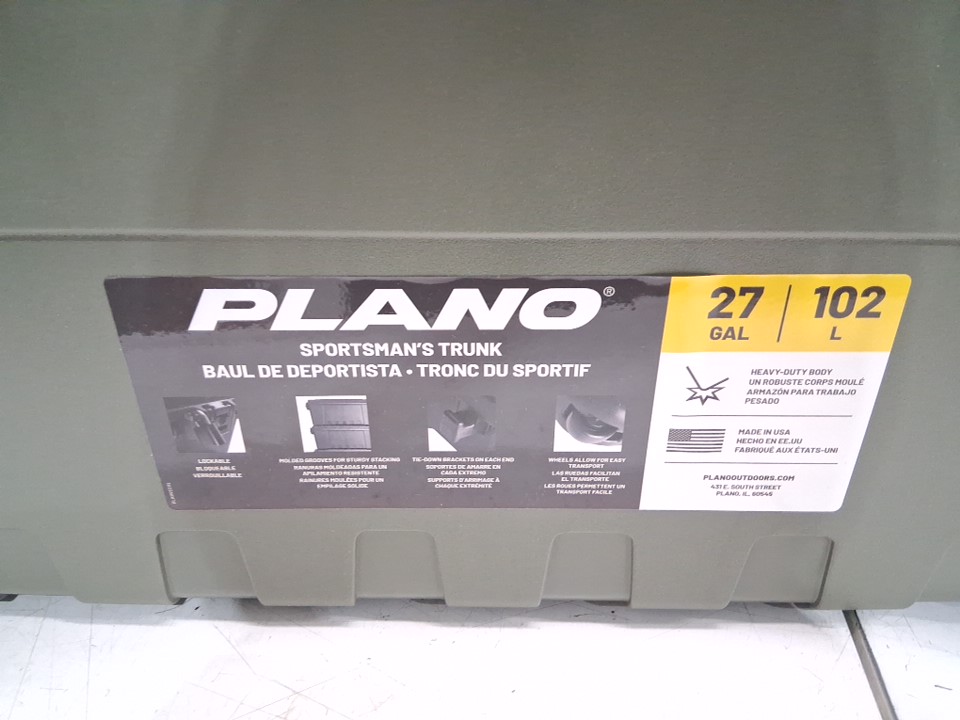 PLANO®
SPORTSMAN'S TRUNK
BAUL DE DEPORTISTA • TRONC DU SPORTIF
LOCKABLE
BLOQUEABLE
VERROUILLABLE
MOLDED GROOVES FOR STURDY STACKING
RANURAS MOLDEADAS PARA UN
APILAMIENTO RESISTENTE
RAINURES MOULÉES POUR UN
EMPILAGE SOLIDE
TIE-DOWN BRACKETS ON EACH END
SOPORTES DE AMARRE EN
CADA EXTREMO
SUPPORTS D'ARRIMAGE À
CHAQUE EXTRÉMITÉ
WHEELS ALLOW FOR EASY
TRANSPORT
LAS RUEDAS FACILITAN
EL TRANSPORTE
LES ROUES PERMETTENT UN
TRANSPORT FACILE
27 | 102
GAL L
HEAVY-DUTY BODY
UN ROBUSTE CORPS MOULÉ
ARMAZÓN PARA TRABAJO
PESADO
MADE IN USA
HECHO EN EE.UU
FABRIQUÉ AUX ÉTATS-UNI
PLANOOUTDOORS.COM
431 E. SOUTH STREET
PLANO, IL. 60545